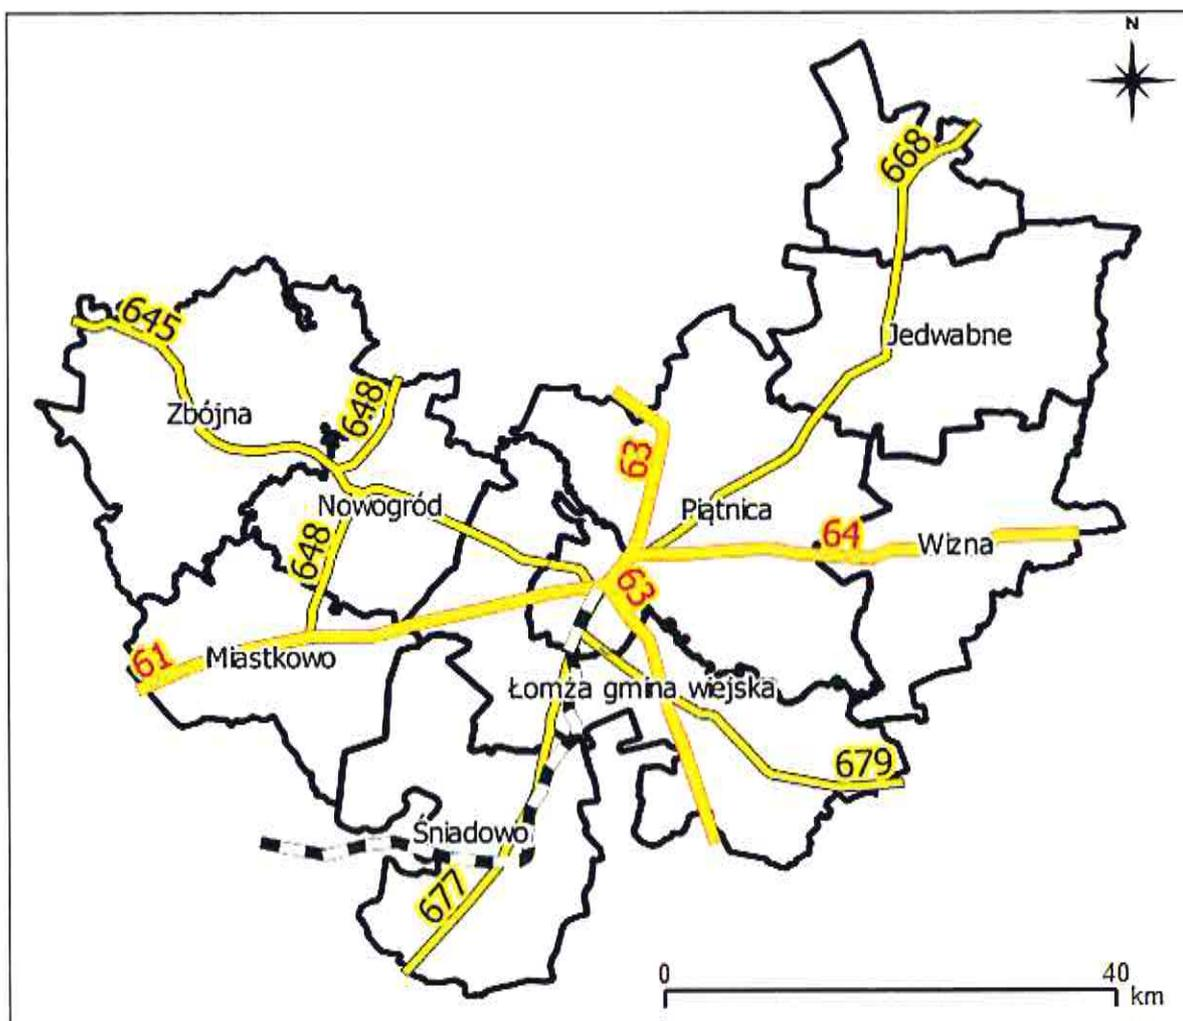 N
668
645
Jedwabne
648
Zbójna
63
Nowogród
Piątnica
64
Wizna
648
63
61
Miastkowo
Łomża gmina wiejska
679
Śniadowo
677
0 40
km